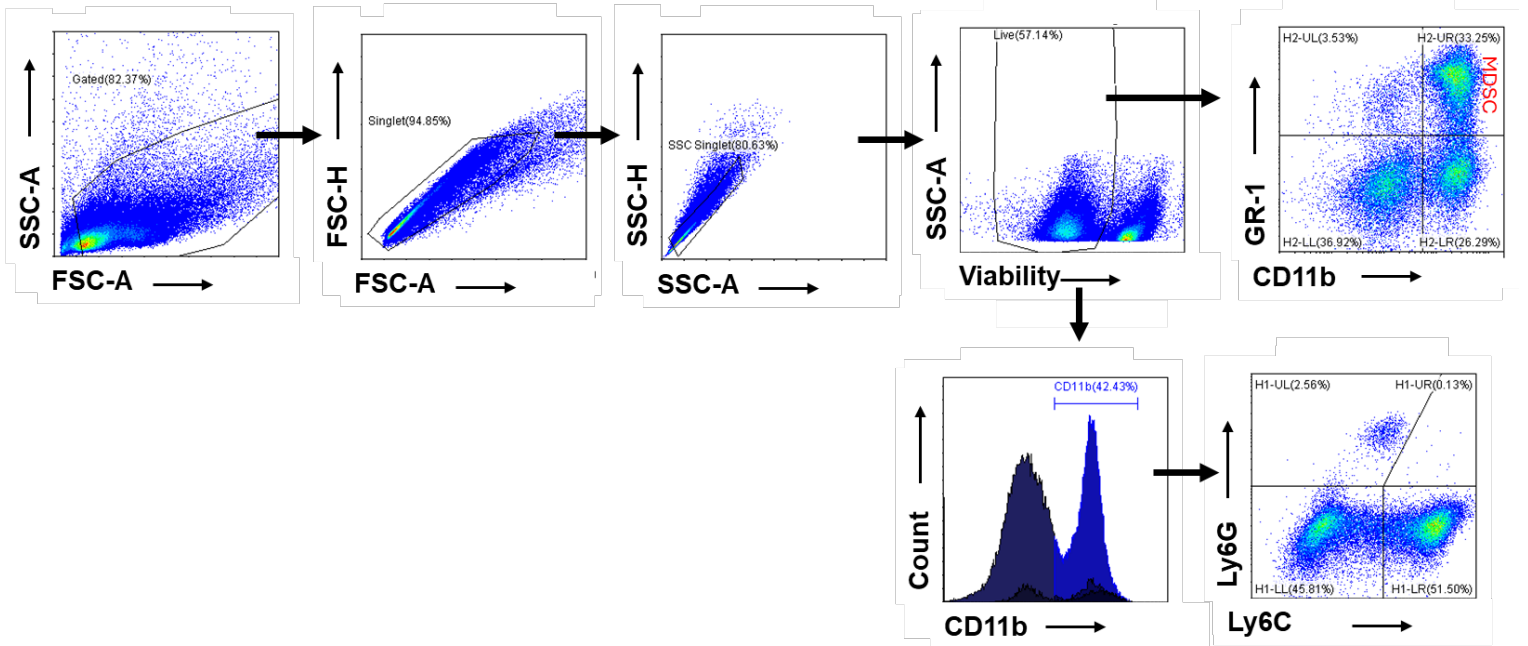 Gated(82.37%)
SSC-A
FSC-A
Singlet(94.85%)
FSC-H
FSC-A
SSC Singlet(80.63%)
SSC-H
SSC-A
Live(57.14%)
SSC-A
Viability
H2-UL(3.53%)
H2-UR(33.25%)
MDSC
GR-1
H2-LL(36.92%)
H2-LR(26.29%)
CD11b
CD11b(42.43%)
Count
CD11b
H1-UL(2.56%)
H1-UR(0.13%)
Ly6G
H1-LL(45.81%)
H1-LR(51.50%)
Ly6C